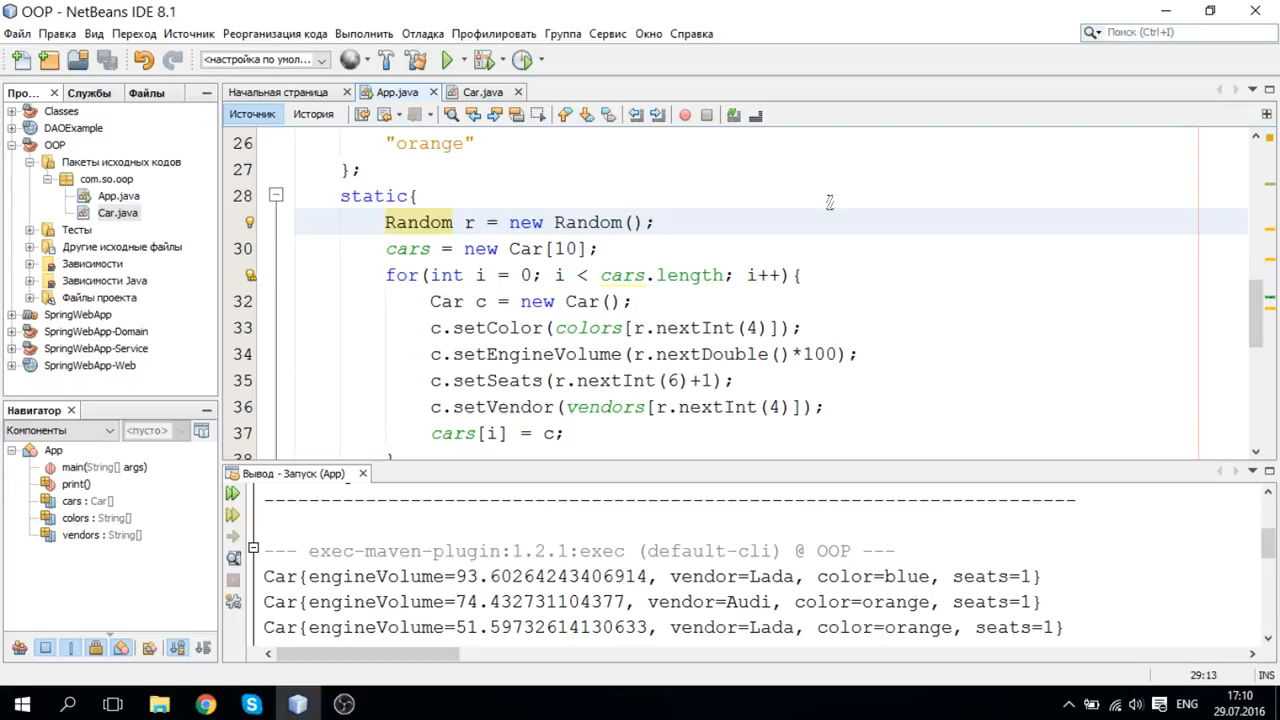 OOP - NetBeans IDE 8.1
Файл Правка Вид Переход Источник Реорганизация кода Выполнить Отладка Профилировать Группа Сервис Окно Справка
Поиск (Ctrl+I)
<настройка по умол...
Про... Службы Файлы
Начальная страница App.java Car.java
Источник История
Classes
DAOExample
OOP
Пакеты исходных кодов
com.so.oop
App.java
Car.java
Тесты
Другие исходные файлы
Зависимости
Зависимости Java
Файлы проекта
SpringWebApp
SpringWebApp-Domain
SpringWebApp-Service
SpringWebApp-Web
26 "orange"
27 };
28 static{
Random r = new Random();
30 cars = new Car[10];
for(int i = 0; i < cars.length; i++){
32 Car c = new Car();
33 c.setColor(colors[r.nextInt(4)]);
34 c.setEngineVolume(r.nextDouble()*100);
35 c.setSeats(r.nextInt(6)+1);
36 c.setVendor(vendors[r.nextInt(4)]);
37 cars[i] = c;
38 }
Навигатор
Компоненты <пусто>
App
main(String[] args)
print()
cars : Car[]
colors : String[]
vendors : String[]
Вывод - Запуск (App)
------------------------------------------------------------------------
--- exec-maven-plugin:1.2.1:exec (default-cli) @ OOP ---
Car{engineVolume=93.60264243406914, vendor=Lada, color=blue, seats=1}
Car{engineVolume=74.432731104377, vendor=Audi, color=orange, seats=1}
Car{engineVolume=51.59732614130633, vendor=Lada, color=orange, seats=1}
29:13 INS
ENG
17:10
29.07.2016